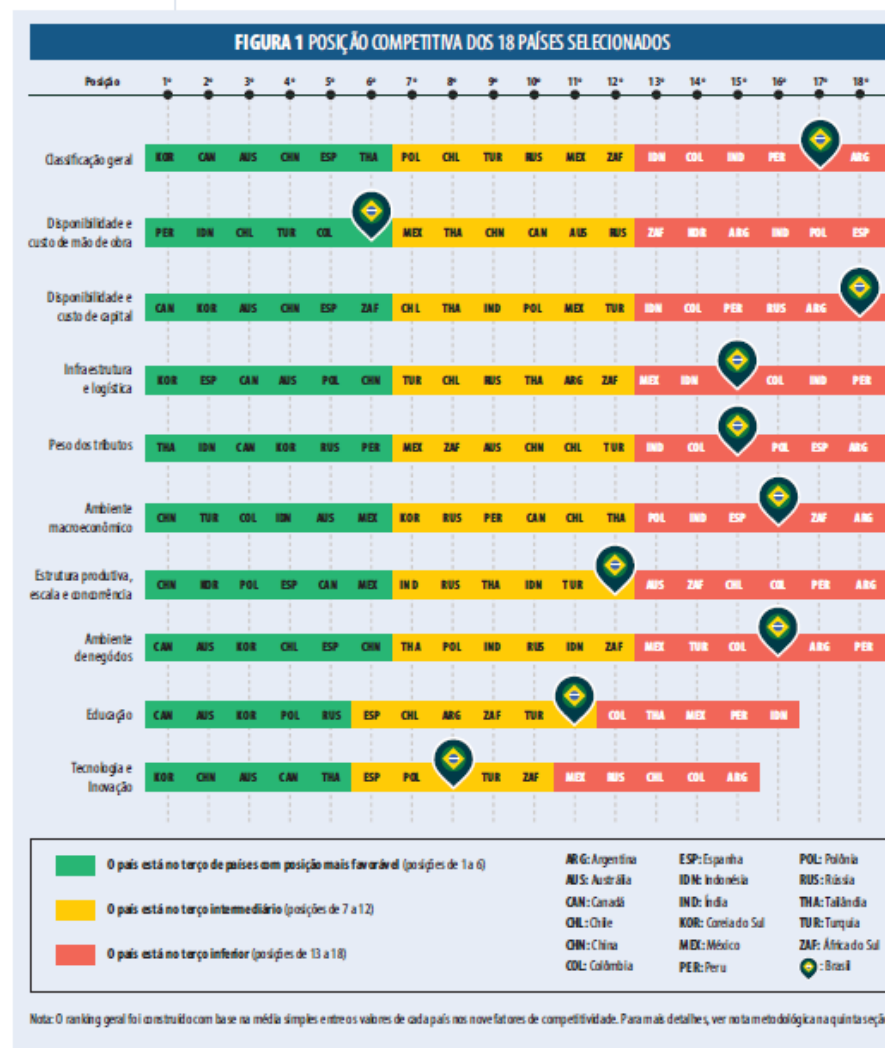 FIGURA 1 POSIÇÃO COMPETITIVA DOS 18 PAÍSES SELECIONADOS
Posição 1º 2º 3º 4º 5º 6º 7º 8º 9º 10º 11º 12º 13º 14º 15º 16º 17º 18º
Classificação geral KOR CAN AUS CHN ESP THA POL CHL TUR RUS MEX ZAF IDN COL IND PER ARG
Disponibilidade e
custo de mão de obra PER IDN CHL TUR COL MEX THA CHN CAN AUS RUS ZAF KOR ARG IND POL ESP
Disponibilidade e
custo de capital CAN KOR AUS CHN ESP ZAF CHL THA IND POL MEX TUR IDN COL PER RUS ARG
Infraestrutura
e logística KOR ESP CAN AUS POL CHN TUR CHL RUS THA ARG ZAF MEX IDN COL IND PER
Peso dos tributos THA IDN CAN KOR RUS PER MEX ZAF AUS CHN CHL TUR IND COL POL ESP ARG
Ambiente
macroeconômico CHN TUR COL IDN AUS MEX KOR RUS PER CAN CHL THA POL IND ESP ZAF ARG
Estrutura produtiva,
escala e concorrência CHN KOR POL ESP CAN MEX IND RUS THA IDN TUR AUS ZAF CHL COL PER ARG
Ambiente
de negócios CAN AUS KOR CHL ESP CHN THA POL IND RUS IDN ZAF MEX TUR COL ARG PER
Educação CAN AUS KOR POL RUS ESP CHL ARG ZAF TUR COL THA MEX PER IDN
Tecnologia e
Inovação KOR CHN AUS CAN THA ESP POL TUR ZAF MEX RUS CHL COL ARG
O país está no terço de países com posição mais favorável (posições de 1 a 6)
O país está no terço intermediário (posições de 7 a 12)
O país está no terço inferior (posições de 13 a 18)
ARG: Argentina
AUS: Austrália
CAN: Canadá
CHL: Chile
CHN: China
COL: Colômbia
ESP: Espanha
IDN: Indonésia
IND: Índia
KOR: Coreia do Sul
MEX: México
PER: Peru
POL: Polônia
RUS: Rússia
THA: Tailândia
TUR: Turquia
ZAF: África do Sul
: Brasil
Nota: O ranking geral foi construído com base na média simples entre os valores de cada país nos nove fatores de competitividade. Para mais detalhes, ver nota metodológica na quinta seção